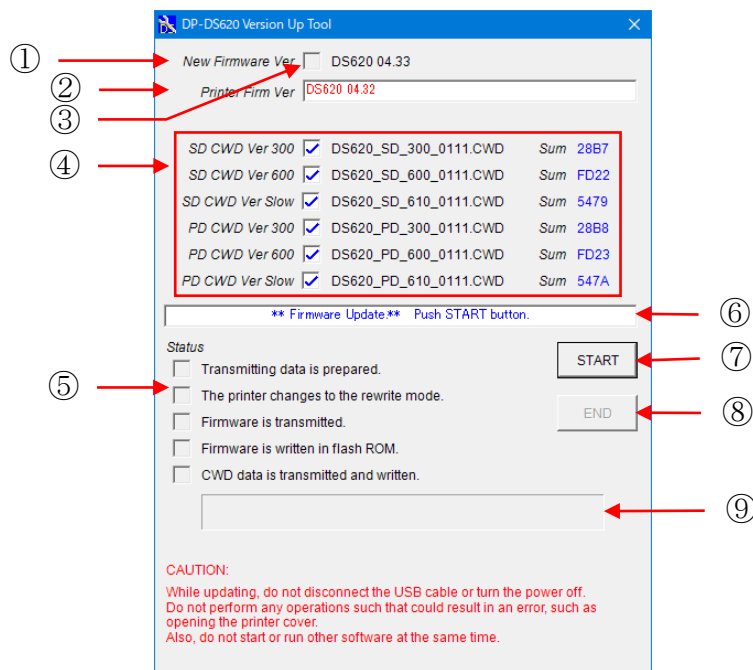 DP-DS620 Version Up Tool
① New Firmware Ver DS620 04.33
② Printer Firm Ver DS620 04.32
③
④ SD CWD Ver 300 DS620_SD_300_0111.CWD Sum 28B7
SD CWD Ver 600 DS620_SD_600_0111.CWD Sum FD22
SD CWD Ver Slow DS620_SD_610_0111.CWD Sum 5479
PD CWD Ver 300 DS620_PD_300_0111.CWD Sum 28B8
PD CWD Ver 600 DS620_PD_600_0111.CWD Sum FD23
PD CWD Ver Slow DS620_PD_610_0111.CWD Sum 547A
** Firmware Update.** Push START button. ⑥
Status
Transmitting data is prepared. START ⑦
⑤ The printer changes to the rewrite mode.
Firmware is transmitted. END ⑧
Firmware is written in flash ROM.
CWD data is transmitted and written.
⑨
CAUTION:
While updating, do not disconnect the USB cable or turn the power off.
Do not perform any operations such that could result in an error, such as
opening the printer cover.
Also, do not start or run other software at the same time.